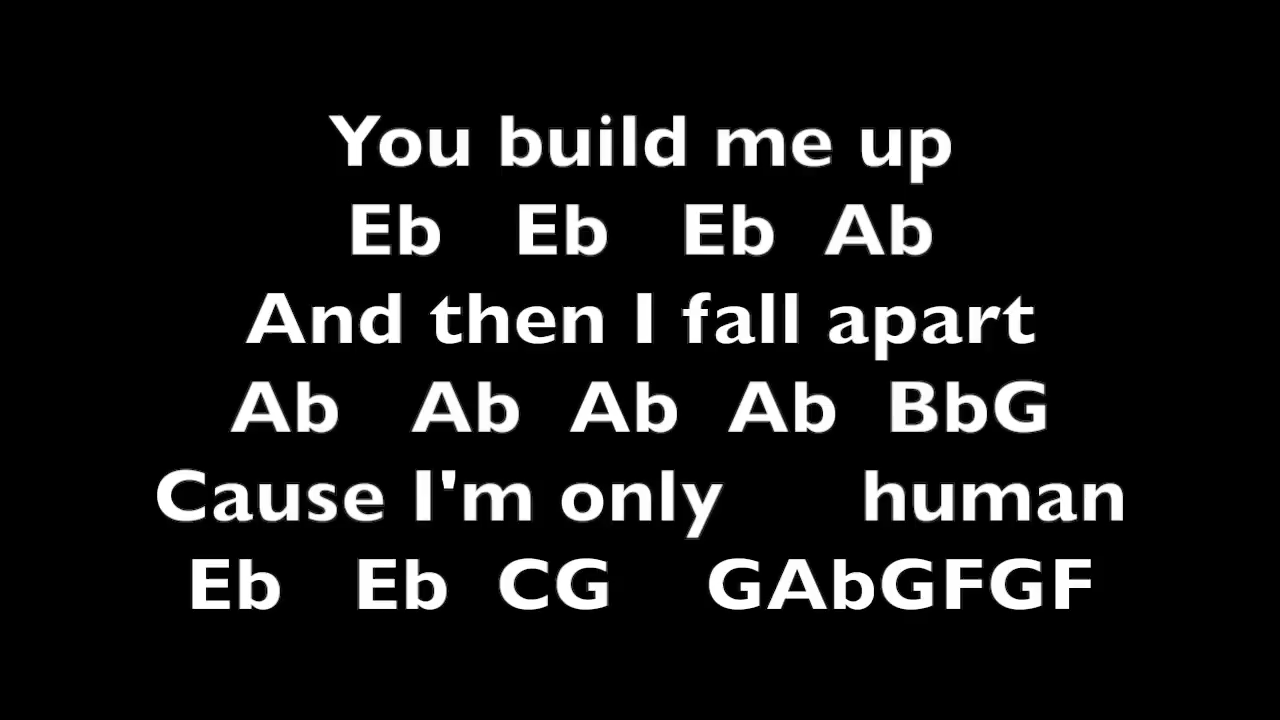 You build me up
Eb Eb Eb Ab
And then I fall apart
Ab Ab Ab Ab BbG
Cause I'm only human
Eb Eb CG GAbGFGF